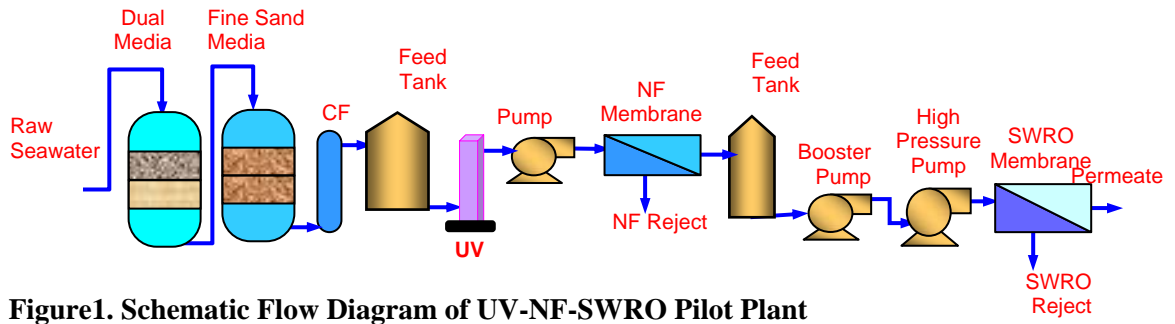 Dual
Media
Fine Sand
Media
Raw
Seawater
CF
Feed
Tank
UV
Pump
NF
Membrane
NF Reject
Feed
Tank
Booster
Pump
High
Pressure
Pump
SWRO
Membrane
Permeate
SWRO
Reject
Figure1. Schematic Flow Diagram of UV-NF-SWRO Pilot Plant